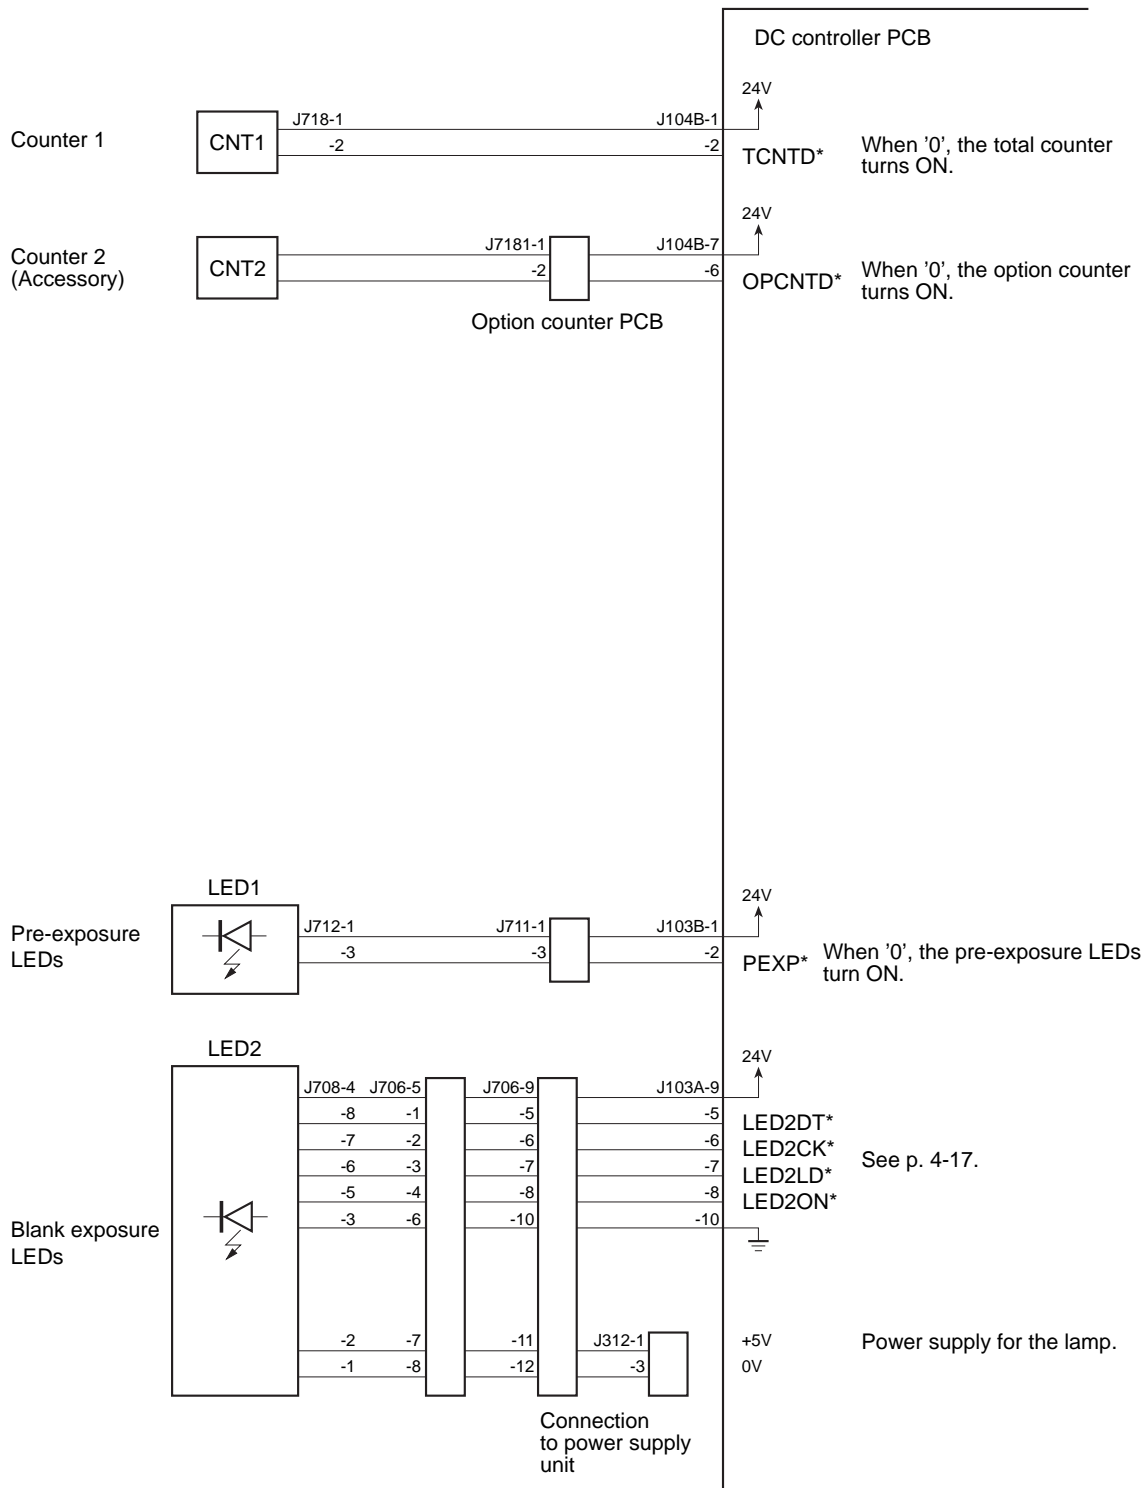 DC controller PCB
24V
Counter 1
CNT1
J718-1
J104B-1
-2
-2
TCNTD*
When '0', the total counter
turns ON.
24V
Counter 2
(Accessory)
CNT2
J7181-1
J104B-7
-2
-6
OPCNTD*
When '0', the option counter
turns ON.
Option counter PCB
LED1
24V
Pre-exposure
LEDs
J712-1
J711-1
J103B-1
-3
-3
-2
PEXP*
When '0', the pre-exposure LEDs
turn ON.
LED2
24V
J708-4 J706-5 J706-9 J103A-9
-8 -1 -5 -5
LED2DT*
-7 -2 -6 -6
LED2CK*
See p. 4-17.
-6 -3 -7 -7
LED2LD*
-5 -4 -8 -8
LED2ON*
-3 -6 -10 -10
Blank exposure
LEDs
-2 -7 -11 J312-1
+5V
Power supply for the lamp.
-1 -8 -12 -3
0V
Connection
to power supply
unit